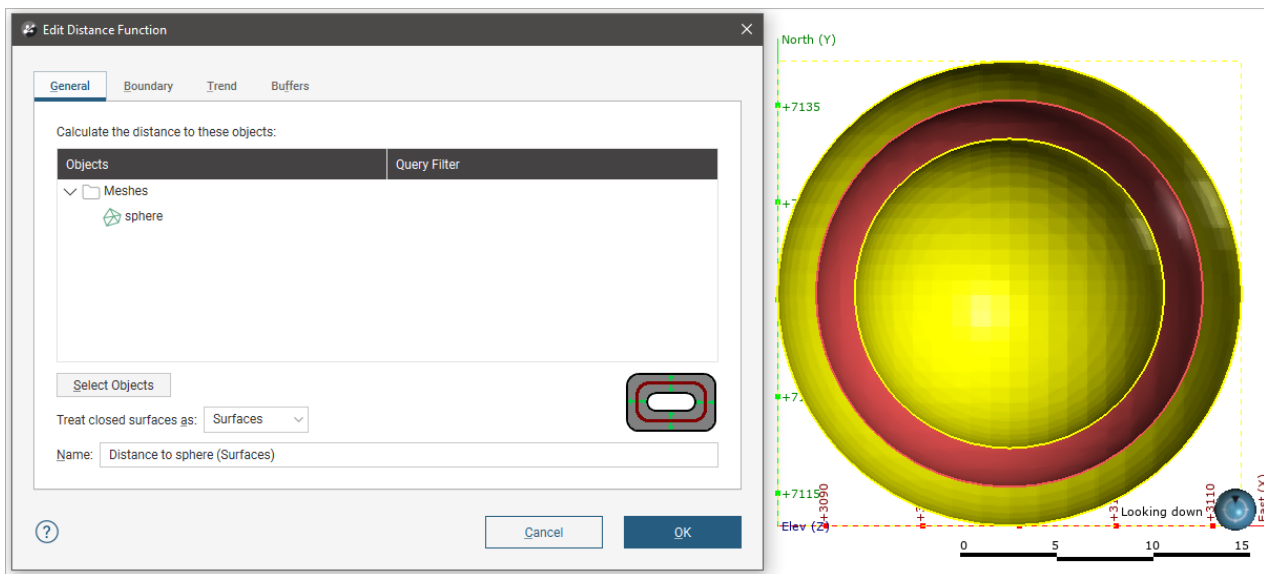 Edit Distance Function
General Boundary Trend Buffers
Calculate the distance to these objects:
Objects Query Filter
Meshes
sphere
Select Objects
Treat closed surfaces as: Surfaces
Name: Distance to sphere (Surfaces)
? Cancel OK
North (Y)
+7135
+7115
Elev (Z)
+3090
+3110
East (X)
Looking down
0 5 10 15